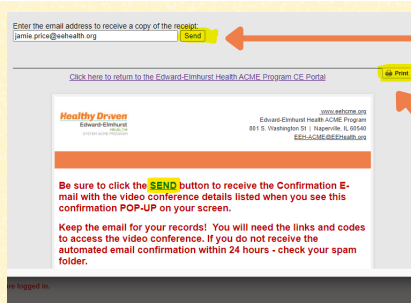 Enter the email address to receive a copy of the receipt:
jamie.price@eehealth.org Send
Click here to return to the Edward-Elmhurst Health ACME Program CE Portal
Print
Healthy Driven
Edward-Elmhurst
HEALTH
SYSTEM ACME PROGRAM
www.eehome.org
Edward-Elmhurst Health ACME Program
801 S. Washington St | Naperville, IL 60540
EEH-ACME@EEHealth.org
Be sure to click the SEND button to receive the Confirmation E-
mail with the video conference details listed when you see this
confirmation POP-UP on your screen.
Keep the email for your records! You will need the links and codes
to access the video conference. If you do not receive the
automated email confirmation within 24 hours - check your spam
folder.
re logged in.